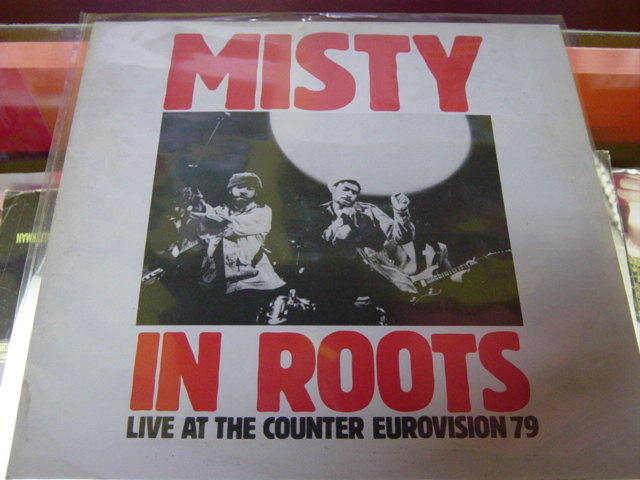 MISTY
IN ROOTS
LIVE AT THE COUNTER EUROVISION 79